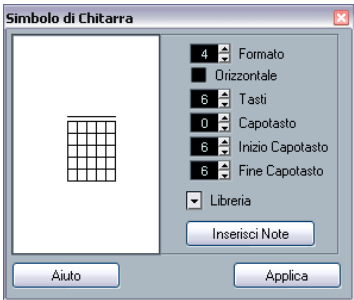 Simbolo di Chitarra
4 Formato
Orizzontale
6 Tasti
0 Capotasto
6 Inizio Capotasto
6 Fine Capotasto
Libreria
Inserisci Note
Aiuto
Applica